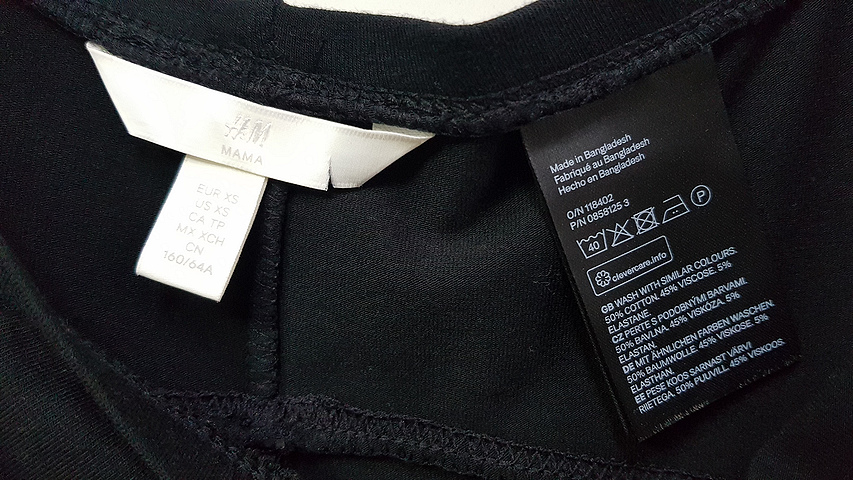 H&M
MAMA
EUR XS
US XS
CA TP
MX XCH
CN
160/64A
Made in Bangladesh
Fabriqué au Bangladesh
Hecho en Bangladesh
O/N 118402
P/N 0858125 3
40 P
clevercare.info
GB WASH WITH SIMILAR COLOURS.
50% COTTON. 45% VISCOSE. 5%
ELASTANE
CZ PERTE S PODOBNÝMI BARVAMI.
50% BAVLNA. 45% VISKÓZA. 5%
ELASTAN.
DE MIT ÄHNLICHEN FARBEN WASCHEN.
50% BAUMWOLLE. 45% VISKOSE. 5%
ELASTHAN.
EE PESE KOOS SARNAST VÄRVI
RIIETEGA. 50% PUUVILL. 45% VISKOOS.